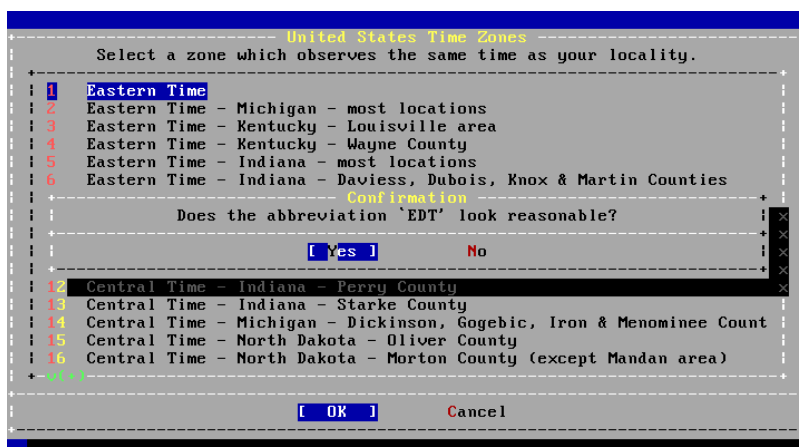 United States Time Zones
Select a zone which observes the same time as your locality.
1 Eastern Time
2 Eastern Time - Michigan - most locations
3 Eastern Time - Kentucky - Louisville area
4 Eastern Time - Kentucky - Wayne County
5 Eastern Time - Indiana - most locations
6 Eastern Time - Indiana - Daviess, Dubois, Knox & Martin Counties
Confirmation
Does the abbreviation `EDT' look reasonable?
[ Yes ] No
12 Central Time - Indiana - Perry County
13 Central Time - Indiana - Starke County
14 Central Time - Michigan - Dickinson, Gogebic, Iron & Menominee Count
15 Central Time - North Dakota - Oliver County
16 Central Time - North Dakota - Morton County (except Mandan area)
v(+)
[ OK ] Cancel